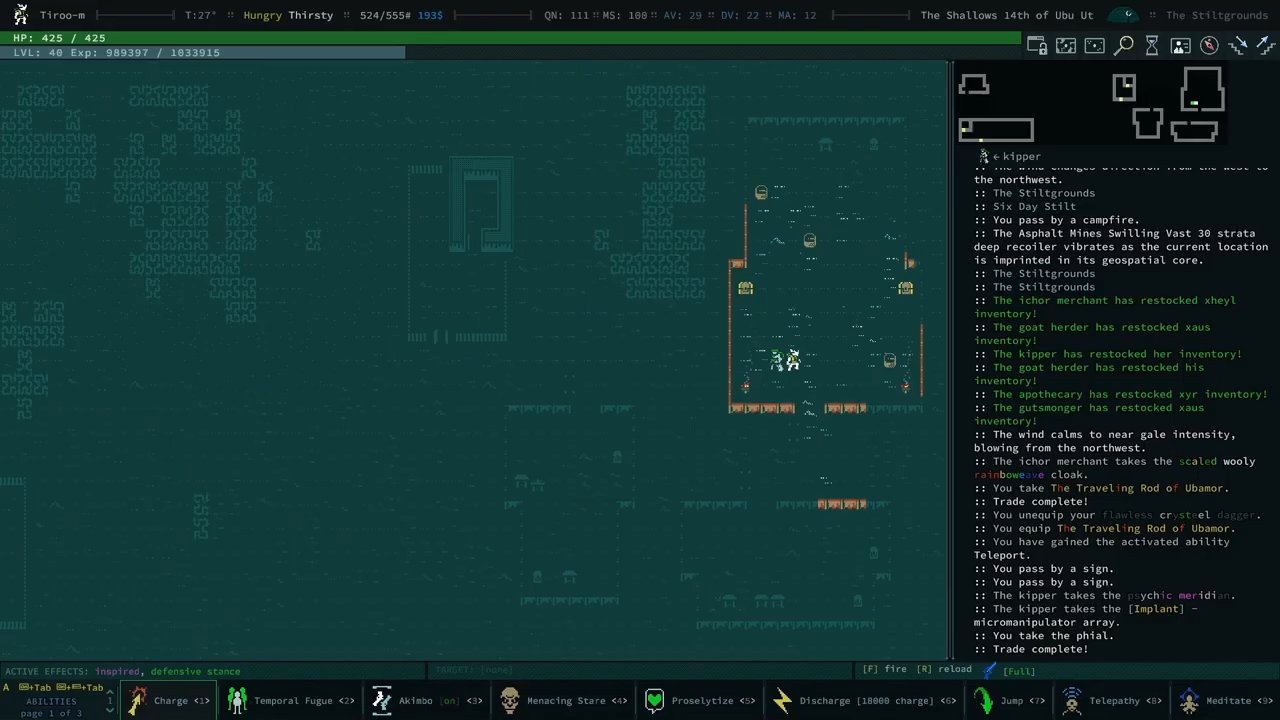 Tiroo-m T:27° :: Hungry Thirsty :: 524/555# 193$ QN: 111 :: MS: 100 :: AV: 29 :: DV: 22 :: MA: 12 The Shallows 14th of Ubu Ut :: The Stiltgrounds
HP: 425 / 425
LVL: 40 Exp: 989397 / 1033915
← kipper
the northwest.
:: The Stiltgrounds
:: Six Day Stilt
:: You pass by a campfire.
:: The Asphalt Mines Swilling Vast 30 strata
deep recoiler vibrates as the current location
is imprinted in its geospatial core.
:: The Stiltgrounds
:: The Stiltgrounds
:: The ichor merchant has restocked xheyl
inventory!
:: The goat herder has restocked xaus
inventory!
:: The kipper has restocked her inventory!
:: The goat herder has restocked his
inventory!
:: The apothecary has restocked xyr inventory!
:: The gutsmonger has restocked xaus
inventory!
:: The wind calms to near gale intensity,
blowing from the northwest.
:: The ichor merchant takes the scaled wooly
rainboweave cloak.
:: You take The Traveling Rod of Ubamor.
:: Trade complete!
:: You unequip your flawless crysteel dagger.
:: You equip The Traveling Rod of Ubamor.
:: You have gained the activated ability
Teleport.
:: You pass by a sign.
:: You pass by a sign.
:: The kipper takes the psychic meridian.
:: The kipper takes the [Implant] -
micromanipulator array.
:: You take the phial.
:: Trade complete!
ACTIVE EFFECTS: inspired, defensive stance TARGET: [none] [F] fire [R] reload [Full]
A +Tab ++Tab
ABILITIES 1
page 1 of 3
Charge <1> Temporal Fugue <2> Akimbo [on] <3> Menacing Stare <4> Proselytize <5> Discharge [18000 charge] <6> Jump <7> Telepathy <8> Meditate <9>